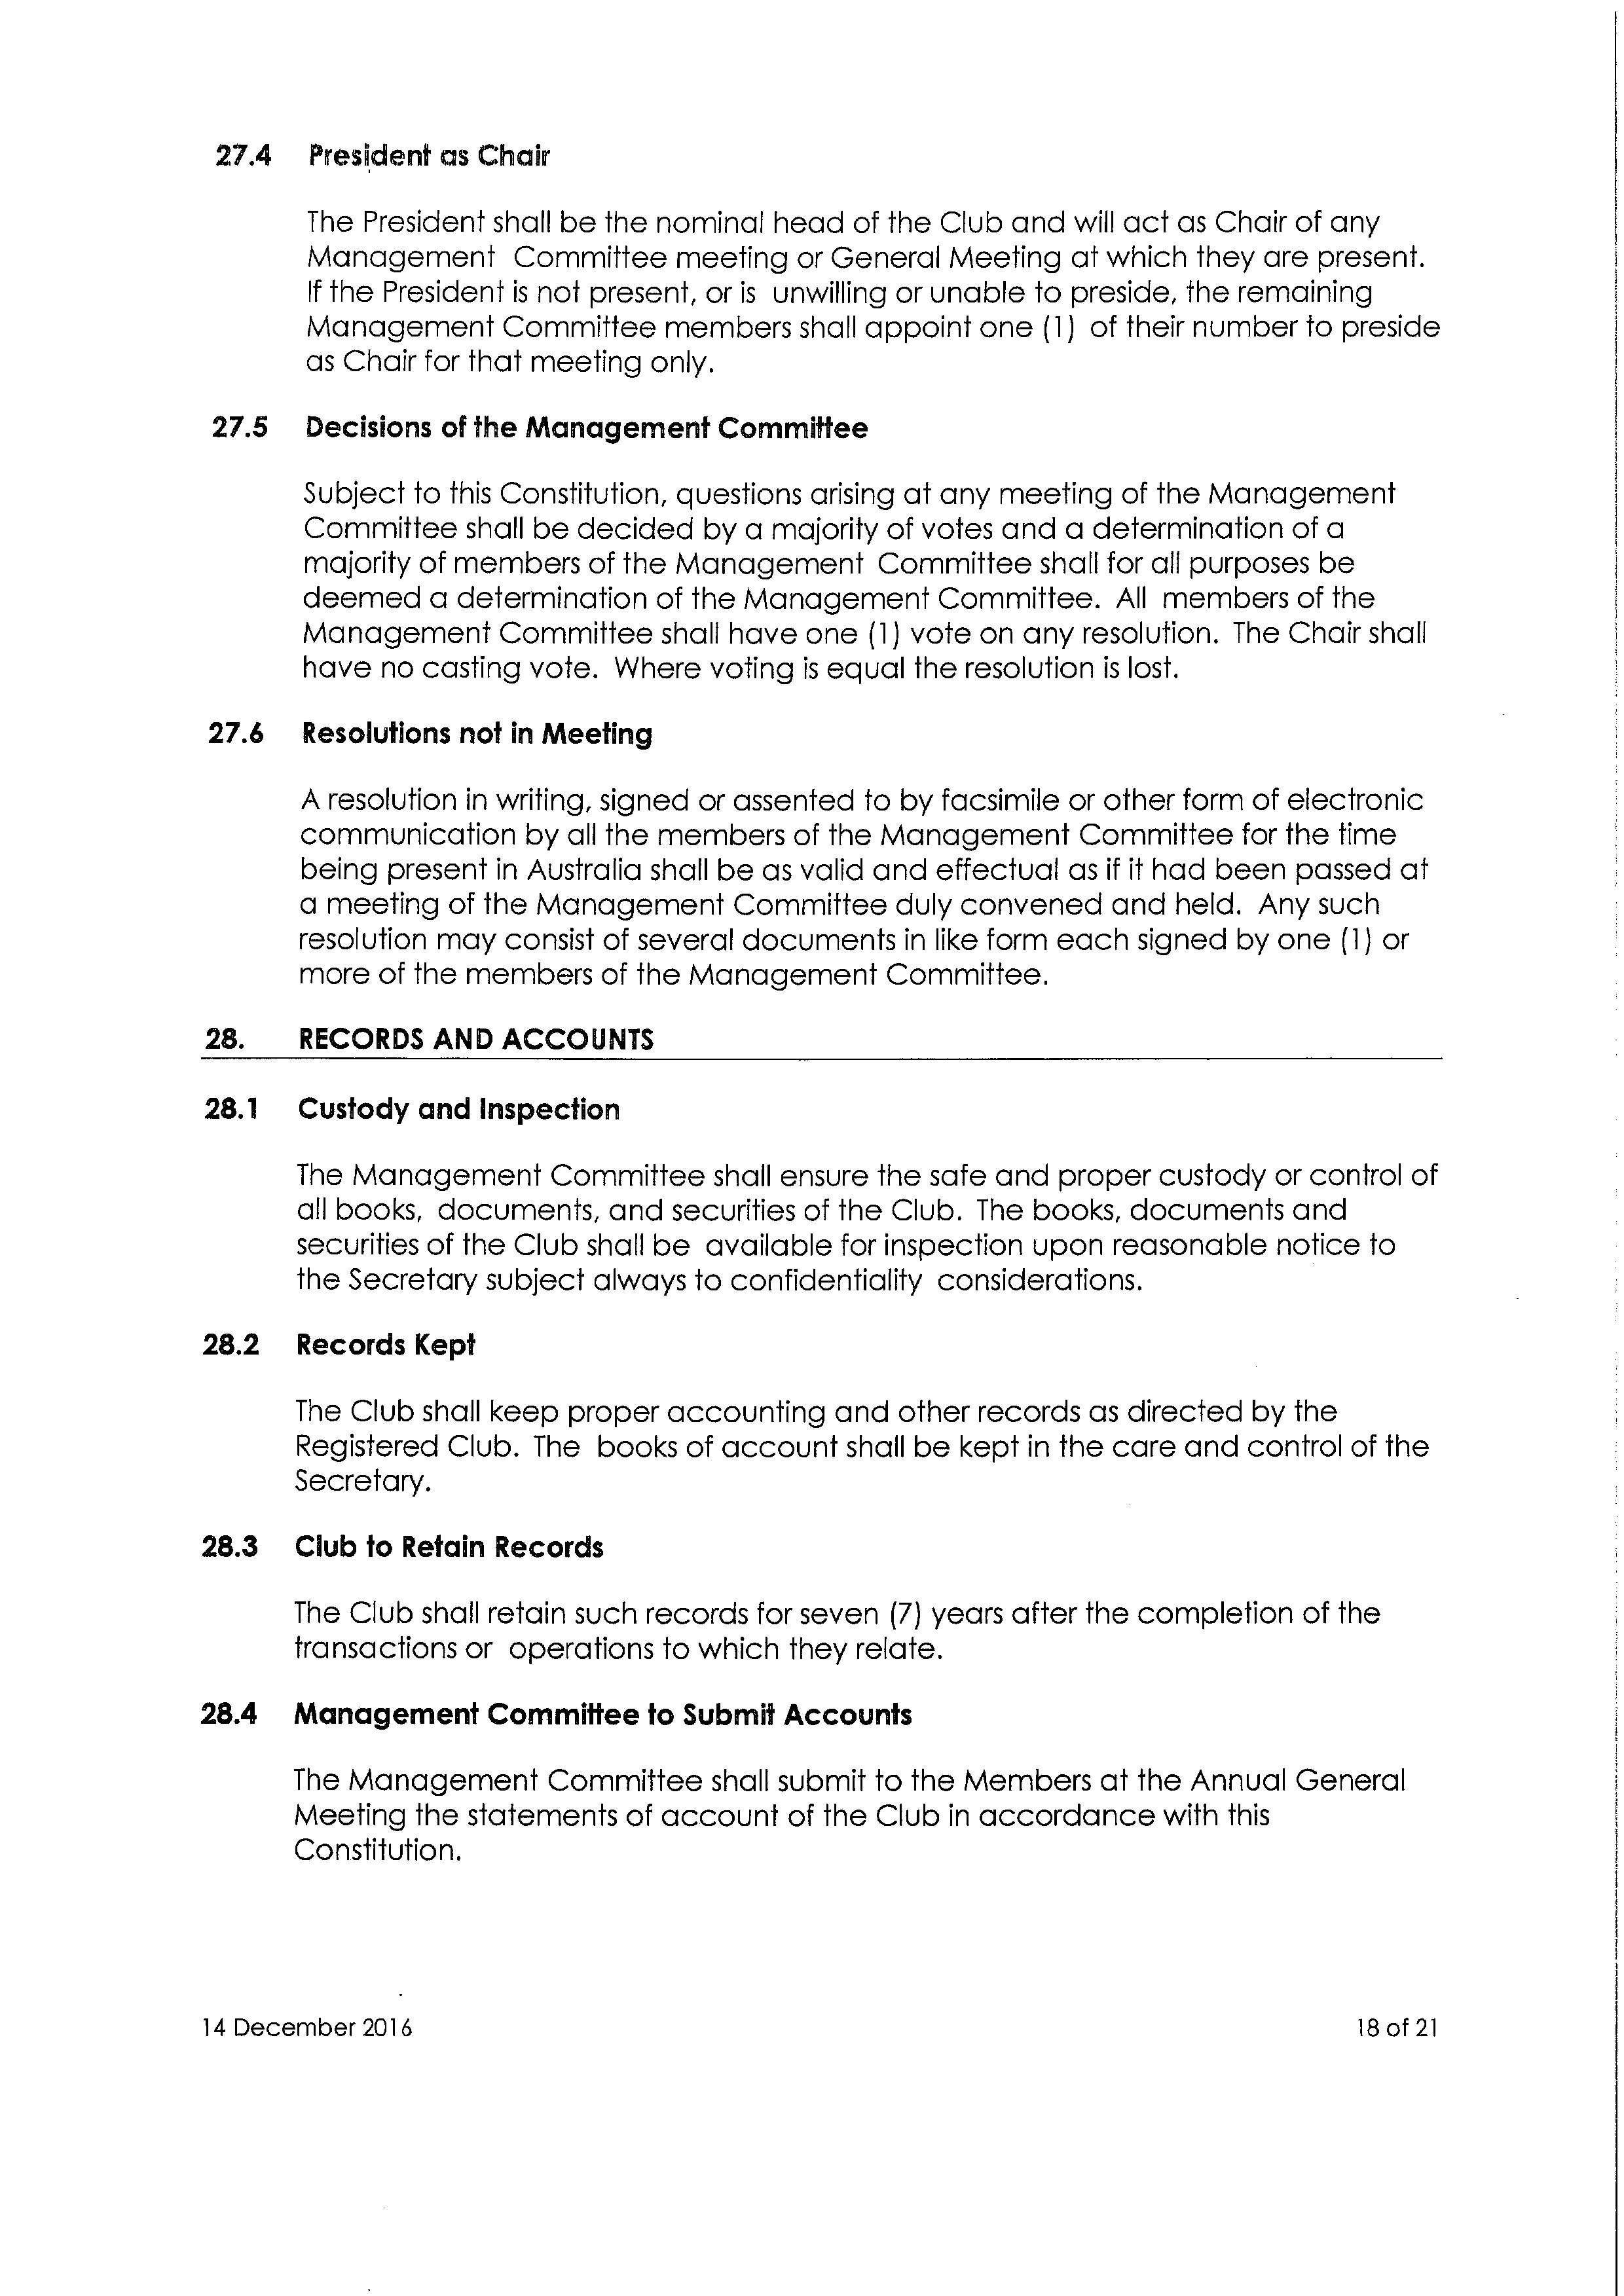 27.4 President as Chair
The President shall be the nominal head of the Club and will act as Chair of any
Management Committee meeting or General Meeting at which they are present.
If the President is not present, or is unwilling or unable to preside, the remaining
Management Committee members shall appoint one (1) of their number to preside
as Chair for that meeting only.
27.5 Decisions of the Management Committee
Subject to this Constitution, questions arising at any meeting of the Management
Committee shall be decided by a majority of votes and a determination of a
majority of members of the Management Committee shall for all purposes be
deemed a determination of the Management Committee. All members of the
Management Committee shall have one (1) vote on any resolution. The Chair shall
have no casting vote. Where voting is equal the resolution is lost.
27.6 Resolutions not in Meeting
A resolution in writing, signed or assented to by facsimile or other form of electronic
communication by all the members of the Management Committee for the time
being present in Australia shall be as valid and effectual as if it had been passed at
a meeting of the Management Committee duly convened and held. Any such
resolution may consist of several documents in like form each signed by one (1) or
more of the members of the Management Committee.
28. RECORDS AND ACCOUNTS
28.1 Custody and Inspection
The Management Committee shall ensure the safe and proper custody or control of
all books, documents, and securities of the Club. The books, documents and
securities of the Club shall be available for inspection upon reasonable notice to
the Secretary subject always to confidentiality considerations.
28.2 Records Kept
The Club shall keep proper accounting and other records as directed by the
Registered Club. The books of account shall be kept in the care and control of the
Secretary.
28.3 Club to Retain Records
The Club shall retain such records for seven (7) years after the completion of the
transactions or operations to which they relate.
28.4 Management Committee to Submit Accounts
The Management Committee shall submit to the Members at the Annual General
Meeting the statements of account of the Club in accordance with this
Constitution.
14 December 2016 18 of 21